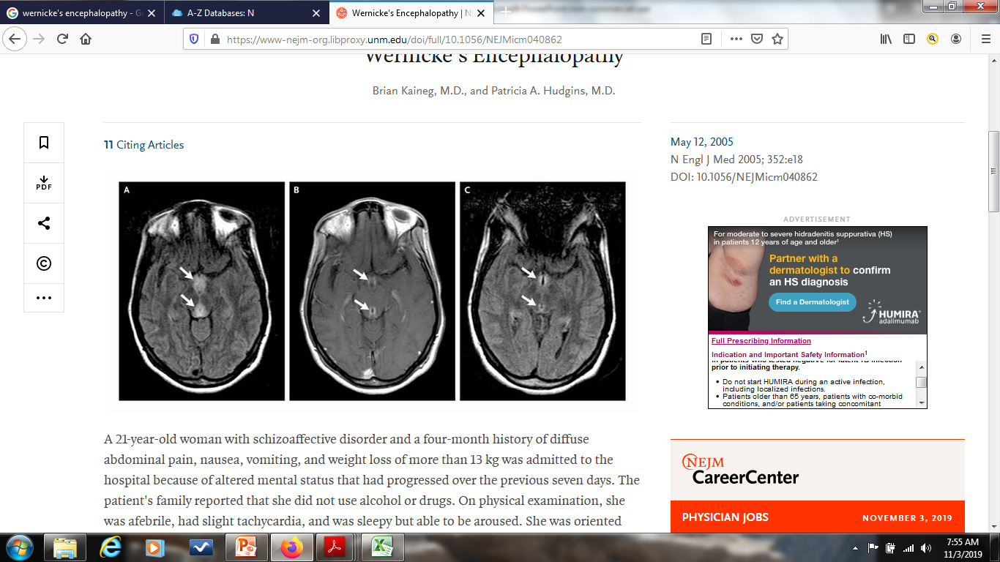 wernicke's encephalopathy - G
A-Z Databases: N
Wernicke's Encephalopathy | N
https://www-nejm-org.libproxy.unm.edu/doi/full/10.1056/NEJMicm040862
Wernicke's Encephalopathy
Brian Kaineg, M.D., and Patricia A. Hudgins, M.D.
PDF
11 Citing Articles
A
B
C
A 21-year-old woman with schizoaffective disorder and a four-month history of diffuse
abdominal pain, nausea, vomiting, and weight loss of more than 13 kg was admitted to the
hospital because of altered mental status that had progressed over the previous seven days. The
patient's family reported that she did not use alcohol or drugs. On physical examination, she
was afebrile, had slight tachycardia, and was sleepy but able to be aroused. She was oriented
May 12, 2005
N Engl J Med 2005; 352:e18
DOI: 10.1056/NEJMicm040862
ADVERTISEMENT
For moderate to severe hidradenitis suppurativa (HS)
in patients 12 years of age and older1
Partner with a
dermatologist to confirm
an HS diagnosis
Find a Dermatologist
HUMIRA
adalimumab
Full Prescribing Information
Indication and Important Safety Information1
in patients who tested negative for latent TB infection
prior to initiating therapy.
• Do not start HUMIRA during an active infection,
including localized infections.
• Patients older than 65 years, patients with co-morbid
conditions, and/or patients taking concomitant
NEJM
CareerCenter
PHYSICIAN JOBS
NOVEMBER 3, 2019
7:55 AM
11/3/2019